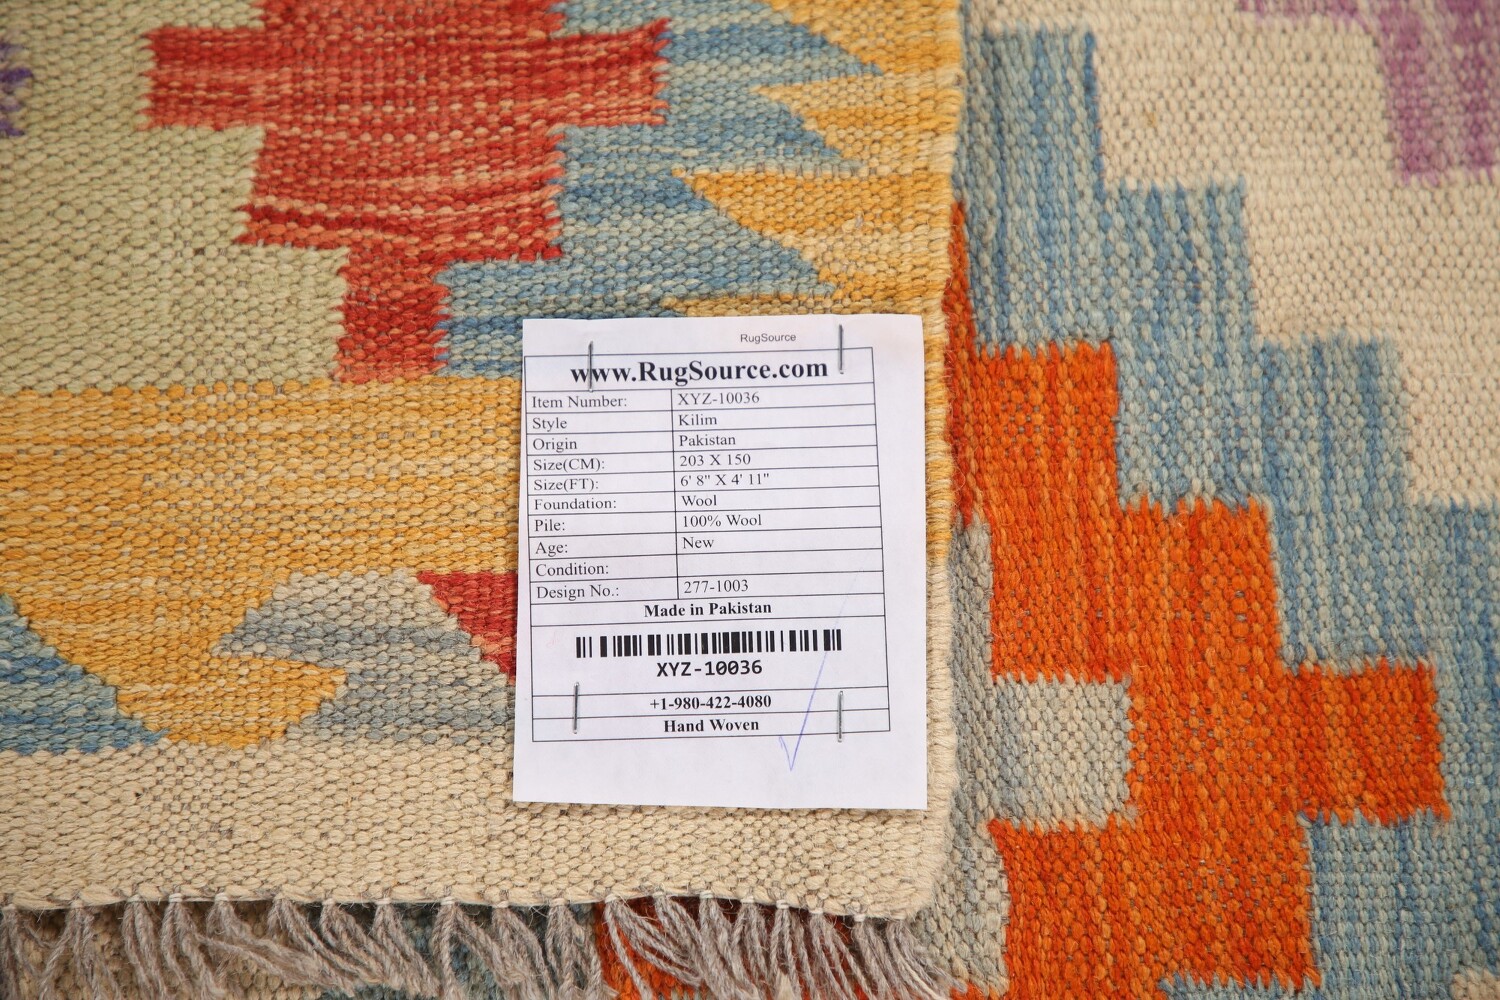 RugSource
www.RugSource.com
Item Number: XYZ-10036
Style Kilim
Origin Pakistan
Size(CM): 203 X 150
Size(FT): 6' 8" X 4' 11"
Foundation: Wool
Pile: 100% Wool
Age: New
Condition:
Design No.: 277-1003
Made in Pakistan
XYZ-10036
+1-980-422-4080
Hand Woven